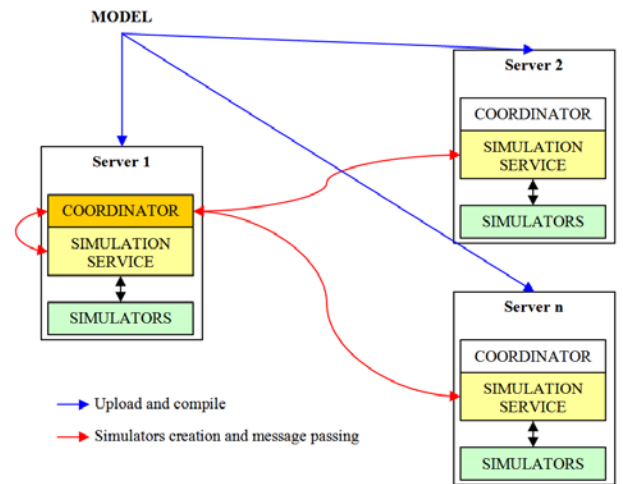 MODEL
Server 1
COORDINATOR
SIMULATION
SERVICE
SIMULATORS
Server 2
COORDINATOR
SIMULATION
SERVICE
SIMULATORS
Server n
COORDINATOR
SIMULATION
SERVICE
SIMULATORS
Upload and compile
Simulators creation and message passing